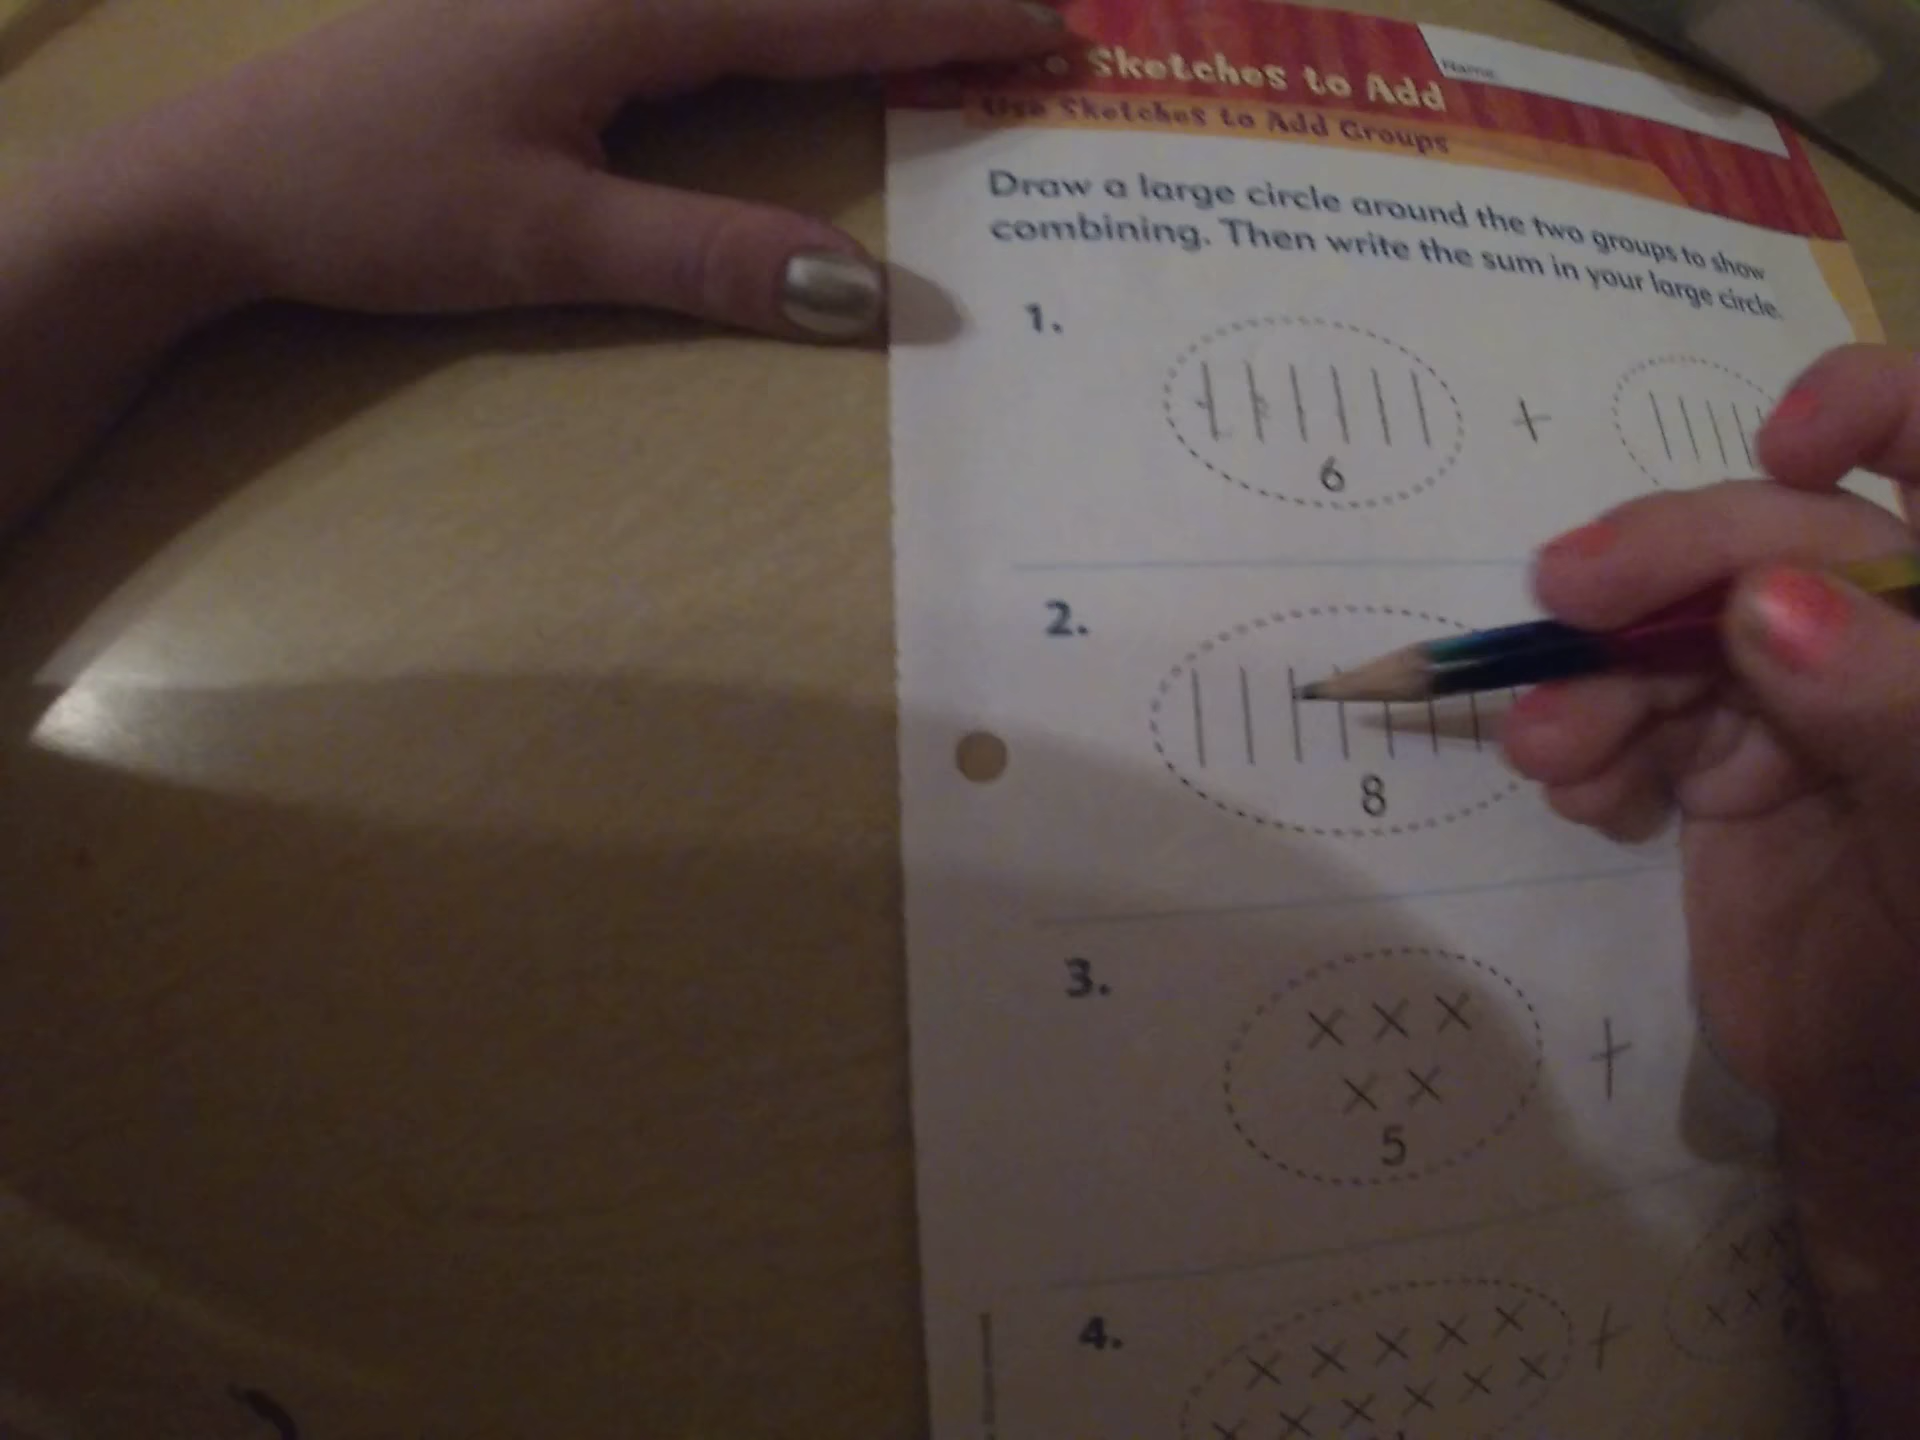 Sketches to Add
Name
Use Sketches to Add Groups
Draw a large circle around the two groups to show
combining. Then write the sum in your large circle.
1.
+
6
2.
8
3.
+
5
4.
+